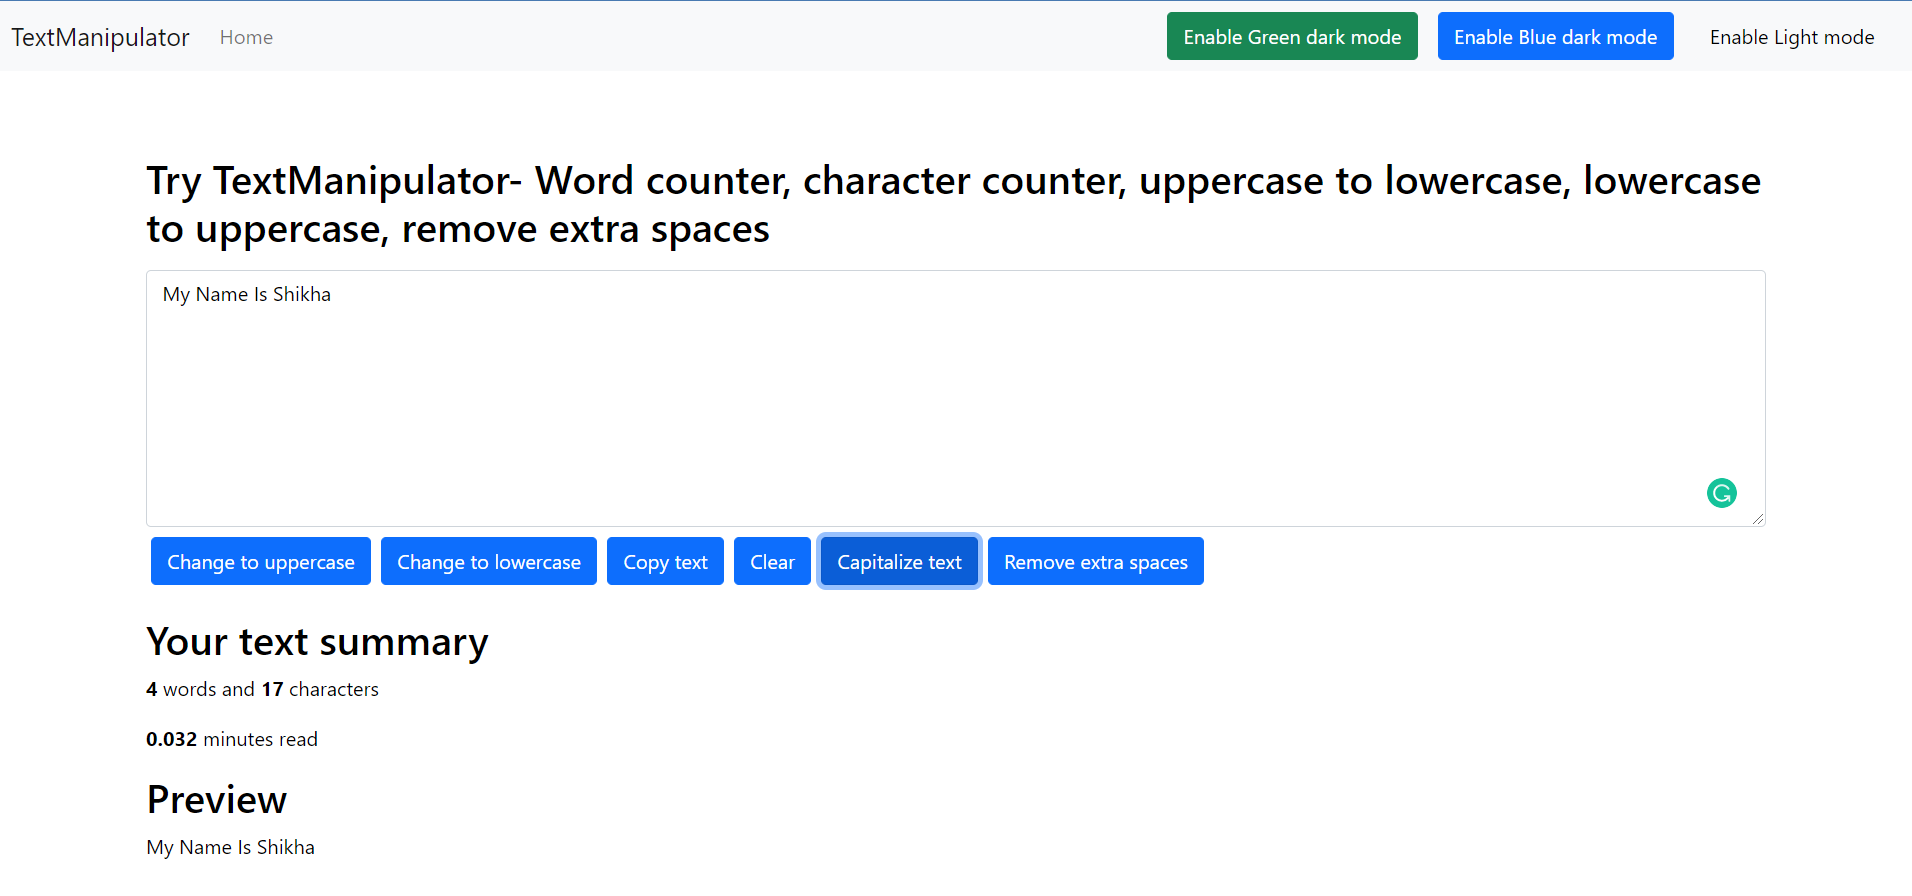 TextManipulator Home Enable Green dark mode Enable Blue dark mode Enable Light mode
Try TextManipulator- Word counter, character counter, uppercase to lowercase, lowercase
to uppercase, remove extra spaces
My Name Is Shikha
Change to uppercase Change to lowercase Copy text Clear Capitalize text Remove extra spaces
Your text summary
4 words and 17 characters
0.032 minutes read
Preview
My Name Is Shikha